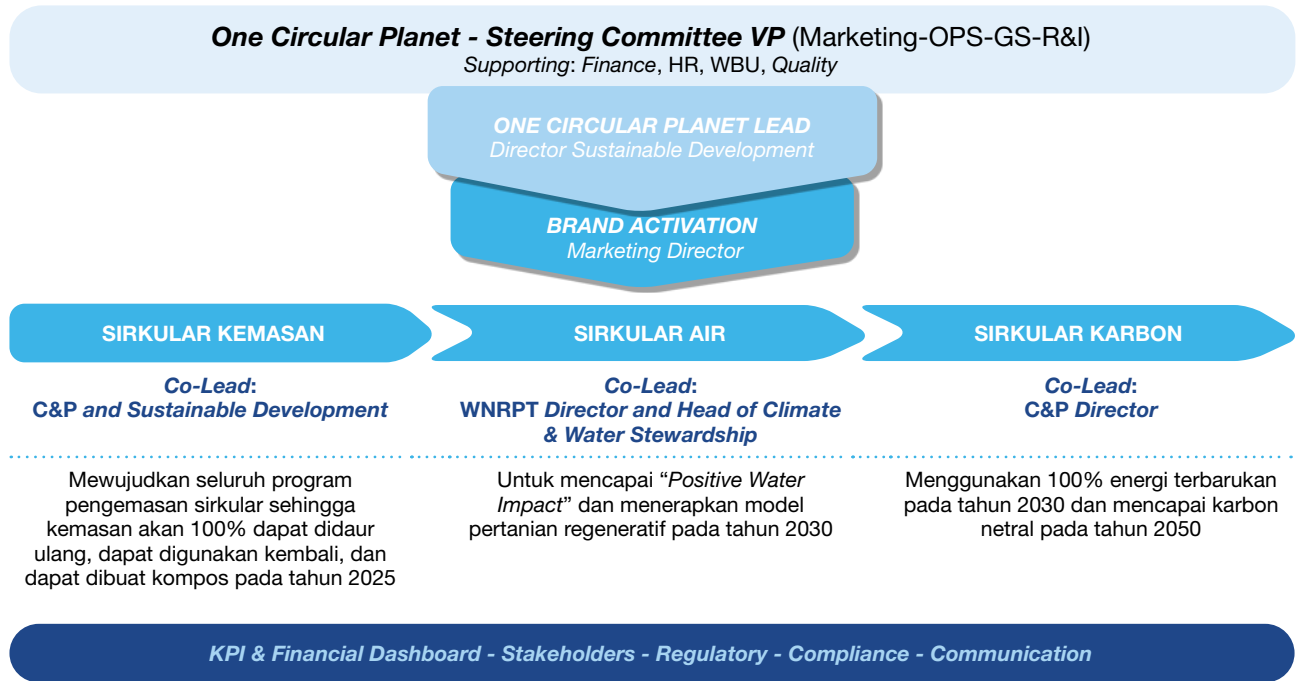 One Circular Planet - Steering Committee VP (Marketing-OPS-GS-R&I)
Supporting: Finance, HR, WBU, Quality
ONE CIRCULAR PLANET LEAD
Director Sustainable Development
BRAND ACTIVATION
Marketing Director
SIRKULAR KEMASAN
Co-Lead:
C&P and Sustainable Development
Mewujudkan seluruh program
pengemasan sirkular sehingga
kemasan akan 100% dapat didaur
ulang, dapat digunakan kembali, dan
dapat dibuat kompos pada tahun 2025
SIRKULAR AIR
Co-Lead:
WNRPT Director and Head of Climate
& Water Stewardship
Untuk mencapai “Positive Water
Impact” dan menerapkan model
pertanian regeneratif pada tahun 2030
SIRKULAR KARBON
Co-Lead:
C&P Director
Menggunakan 100% energi terbarukan
pada tahun 2030 dan mencapai karbon
netral pada tahun 2050
KPI & Financial Dashboard - Stakeholders - Regulatory - Compliance - Communication